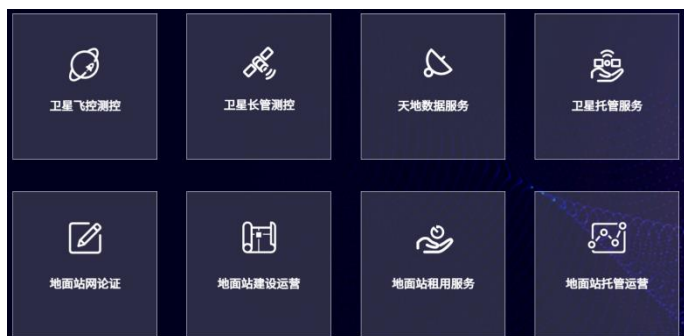 卫星飞控测控
卫星长管测控
天地数据服务
卫星托管服务
地面站网论证
地面站建设运营
地面站租用服务
地面站托管运营